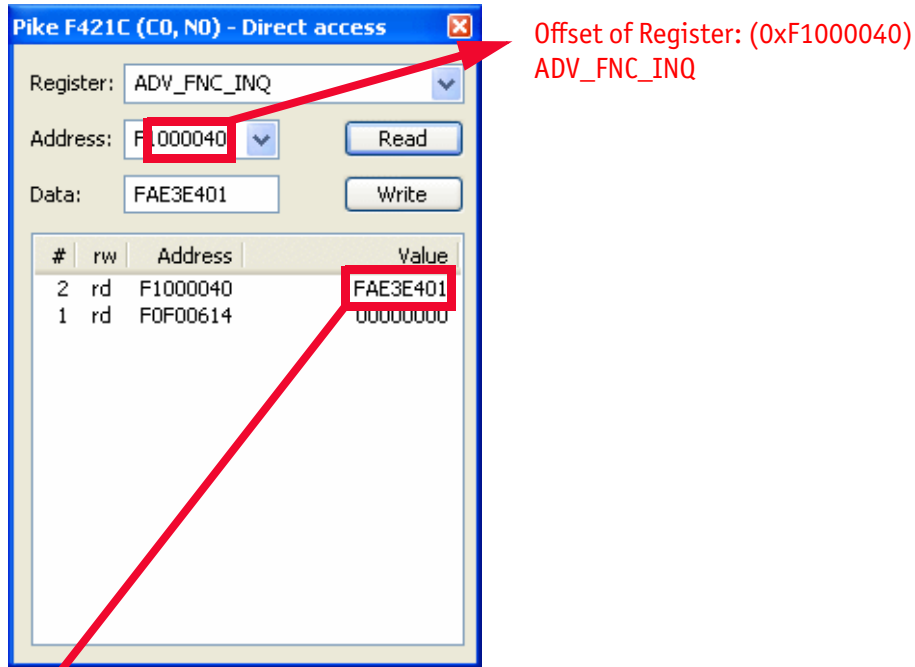 Pike F421C (C0, N0) - Direct access
Offset of Register: (0xF1000040)
ADV_FNC_INQ
Register: ADV_FNC_INQ
Address: F1000040 Read
Data: FAE3E401 Write
# rw Address Value
2 rd F1000040 FAE3E401
1 rd F0F00614 00000000